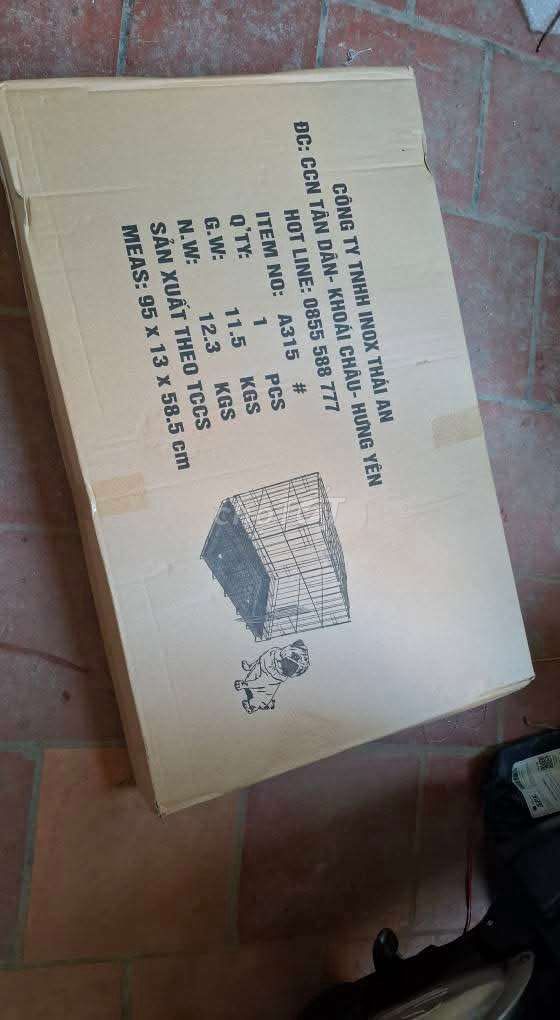 CÔNG TY TNHH INOX THÁI AN
ĐC: CCN TÂN DÂN- KHOÁI CHÂU- HƯNG YÊN
HOT LINE: 0855 588 777
ITEM NO: A315 #
Q'TY: 1 PCS
G.W: 11.5 KGS
N.W: 12.3 KGS
SẢN XUẤT THEO TCCS
MEAS: 95 x 13 x 58.5 cm